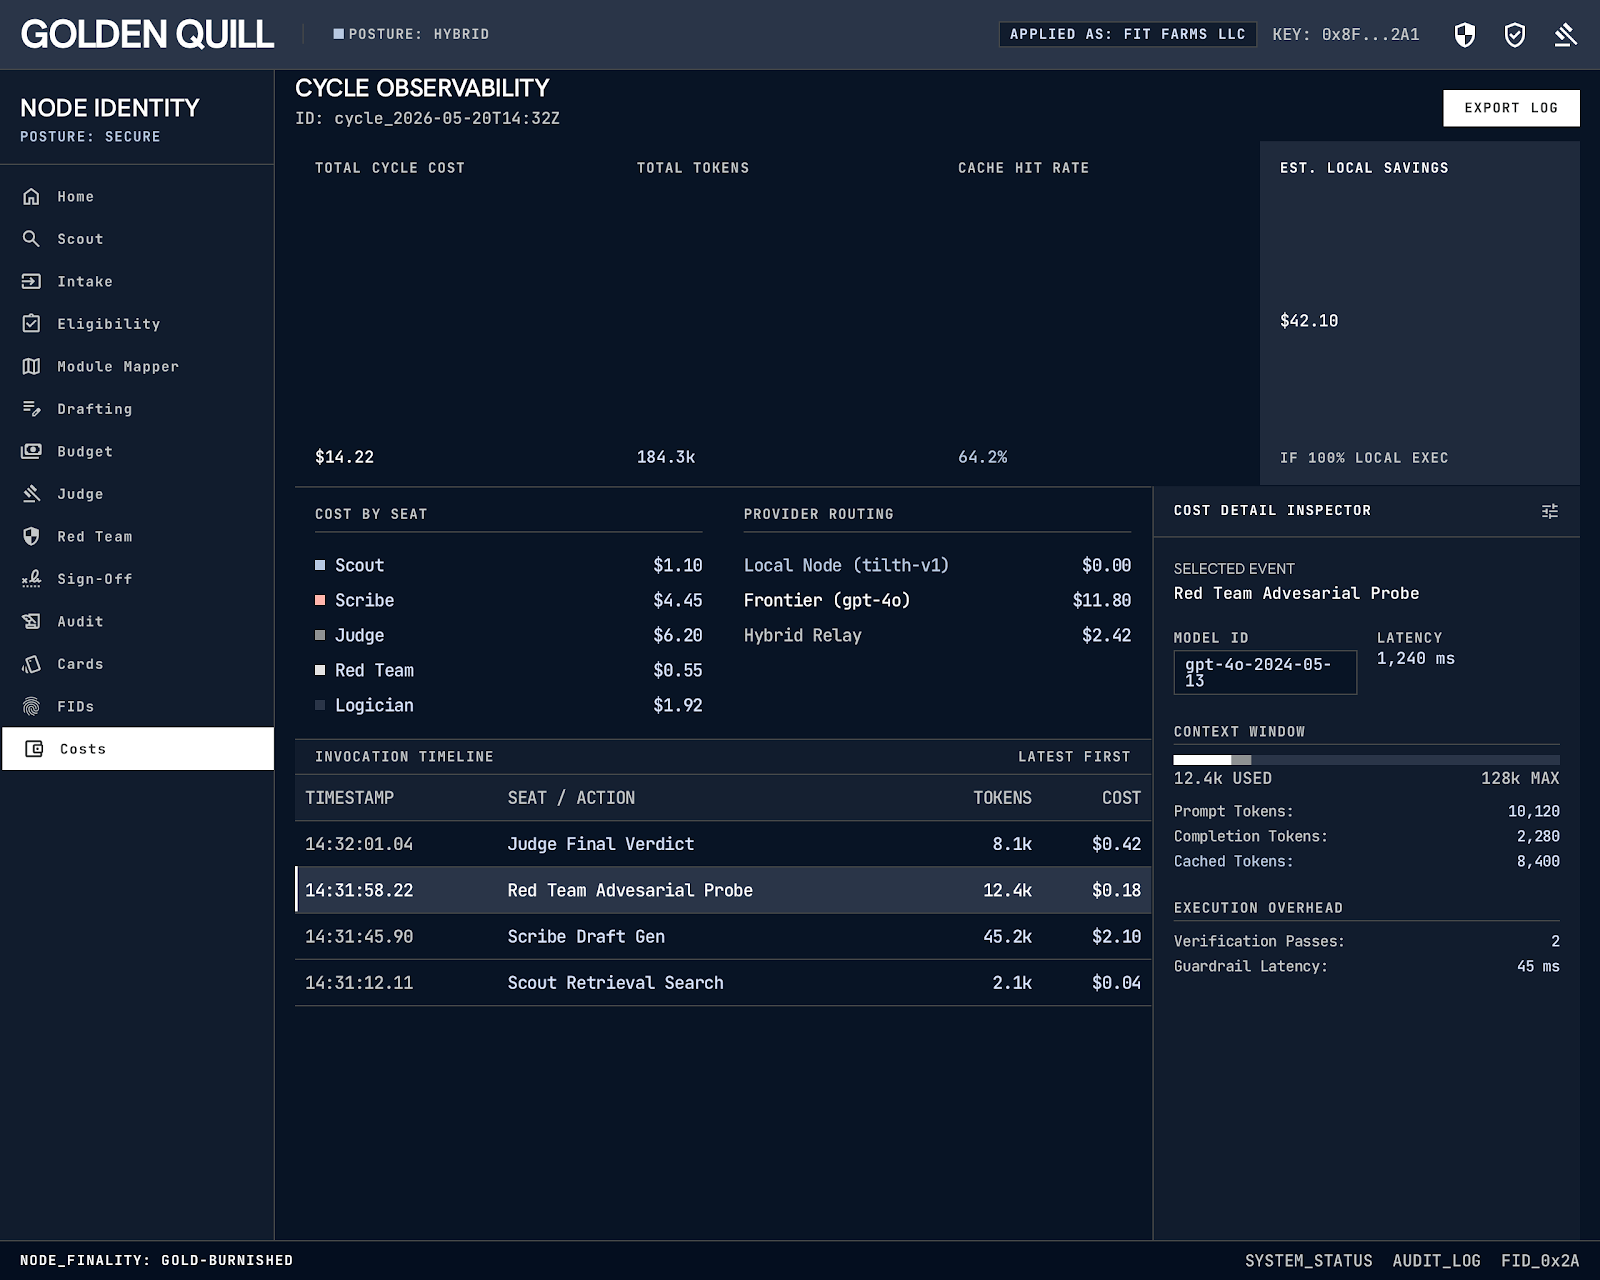 GOLDEN QUILL
POSTURE: HYBRID
APPLIED AS: FIT FARMS LLC
KEY: 0x8F...2A1
NODE IDENTITY
POSTURE: SECURE
Home
Scout
Intake
Eligibility
Module Mapper
Drafting
Budget
Judge
Red Team
Sign-Off
Audit
Cards
FIDs
Costs
CYCLE OBSERVABILITY
ID: cycle_2026-05-20T14:32Z
EXPORT LOG
TOTAL CYCLE COST
$14.22
TOTAL TOKENS
184.3k
CACHE HIT RATE
64.2%
EST. LOCAL SAVINGS
$42.10
IF 100% LOCAL EXEC
COST BY SEAT
Scout $1.10
Scribe $4.45
Judge $6.20
Red Team $0.55
Logician $1.92
PROVIDER ROUTING
Local Node (tilth-v1) $0.00
Frontier (gpt-4o) $11.80
Hybrid Relay $2.42
INVOCATION TIMELINE LATEST FIRST
TIMESTAMP SEAT / ACTION TOKENS COST
14:32:01.04 Judge Final Verdict 8.1k $0.42
14:31:58.22 Red Team Advesarial Probe 12.4k $0.18
14:31:45.90 Scribe Draft Gen 45.2k $2.10
14:31:12.11 Scout Retrieval Search 2.1k $0.04
COST DETAIL INSPECTOR
SELECTED EVENT
Red Team Advesarial Probe
MODEL ID
gpt-4o-2024-05-
13
LATENCY
1,240 ms
CONTEXT WINDOW
12.4k USED 128k MAX
Prompt Tokens: 10,120
Completion Tokens: 2,280
Cached Tokens: 8,400
EXECUTION OVERHEAD
Verification Passes: 2
Guardrail Latency: 45 ms
NODE_FINALITY: GOLD-BURNISHED
SYSTEM_STATUS AUDIT_LOG FID_0x2A